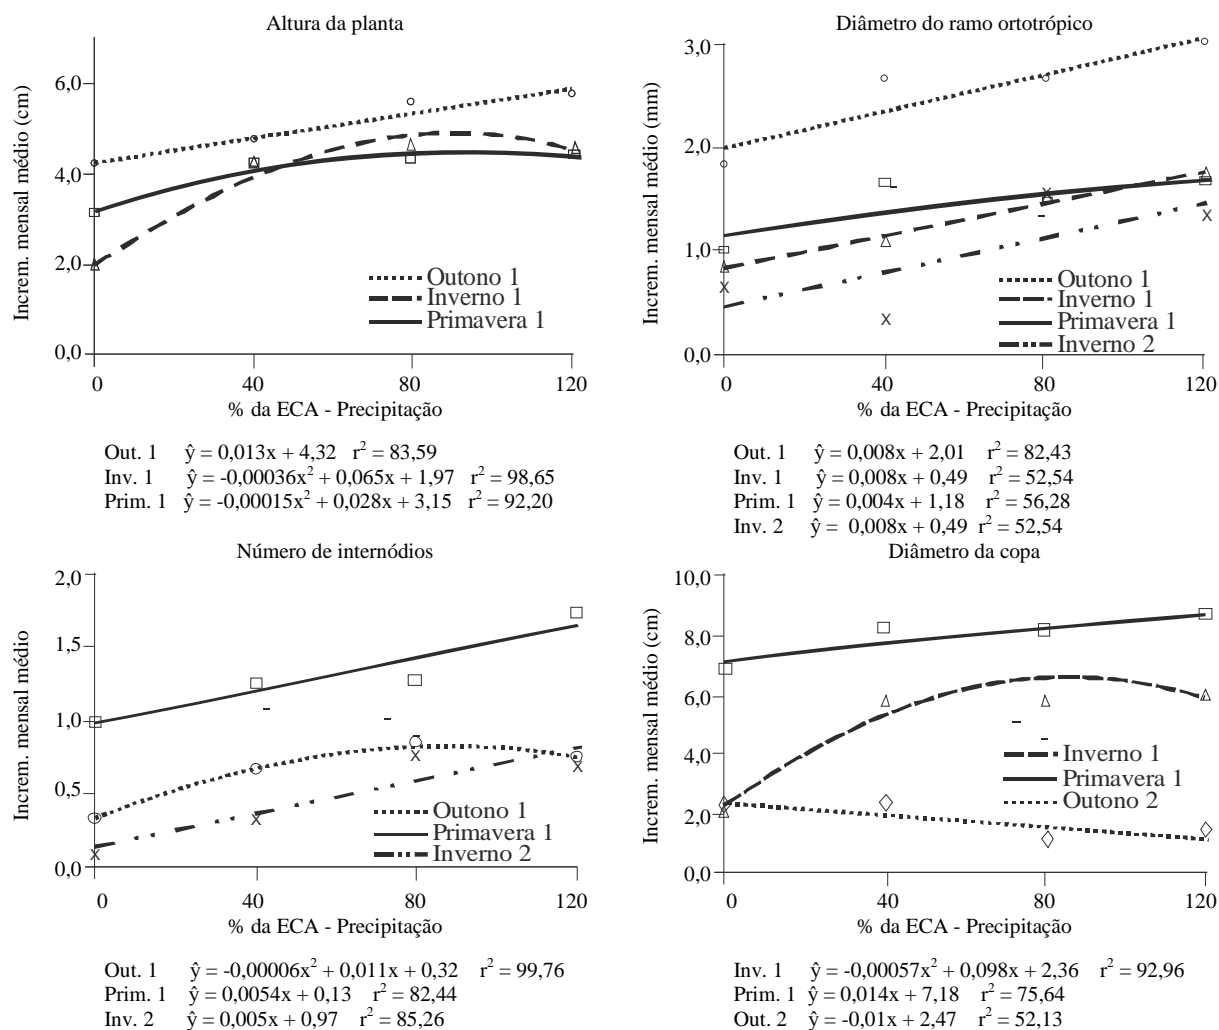 Altura da planta
Increm. mensal médio (cm)
6,0
4,0
2,0
0,0
Outono 1
Inverno 1
Primavera 1
0 40 80 120
% da ECA - Precipitação
Out. 1 ŷ = 0,013x + 4,32 r² = 83,59
Inv. 1 ŷ = -0,00036x² + 0,065x + 1,97 r² = 98,65
Prim. 1 ŷ = -0,00015x² + 0,028x + 3,15 r² = 92,20
Diâmetro do ramo ortotrópico
Increm. mensal médio (mm)
3,0
2,0
1,0
0,0
Outono 1
Inverno 1
Primavera 1
Inverno 2
0 40 80 120
% da ECA - Precipitação
Out. 1 ŷ = 0,008x + 2,01 r² = 82,43
Inv. 1 ŷ = 0,008x + 0,49 r² = 52,54
Prim. 1 ŷ = 0,004x + 1,18 r² = 56,28
Inv. 2 ŷ = 0,008x + 0,49 r² = 52,54
Número de internódios
Increm. mensal médio
2,0
1,5
1,0
0,5
0,0
Outono 1
Primavera 1
Inverno 2
0 40 80 120
% da ECA - Precipitação
Out. 1 ŷ = -0,00006x² + 0,011x + 0,32 r² = 99,76
Prim. 1 ŷ = 0,0054x + 0,13 r² = 82,44
Inv. 2 ŷ = 0,005x + 0,97 r² = 85,26
Diâmetro da copa
Increm. mensal médio (cm)
10,0
8,0
6,0
4,0
2,0
0,0
Inverno 1
Primavera 1
Outono 2
0 40 80 120
% da ECA - Precipitação
Inv. 1 ŷ = -0,00057x² + 0,098x + 2,36 r² = 92,96
Prim. 1 ŷ = 0,014x + 7,18 r² = 75,64
Out. 2 ŷ = -0,01x + 2,47 r² = 52,13